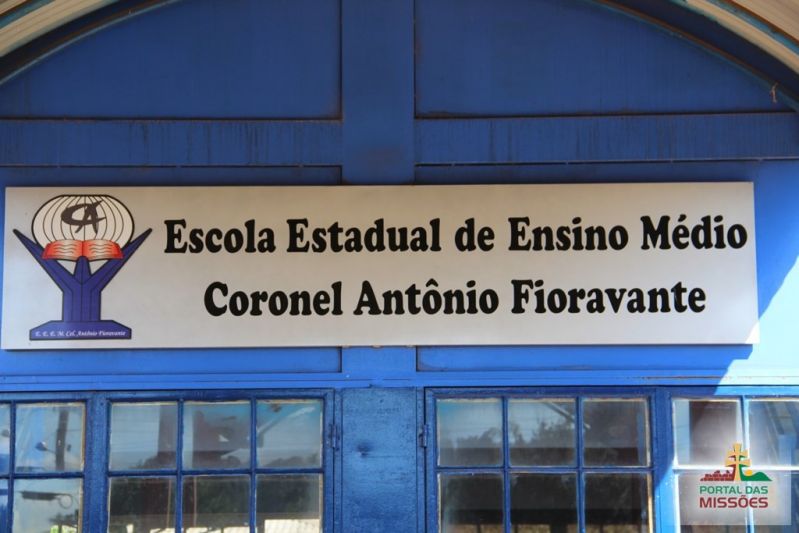 CA
Escola Estadual de Ensino Médio
Coronel Antônio Fioravante
E. E. E. M. Cel. Antônio Fioravante
PORTAL DAS
MISSÕES